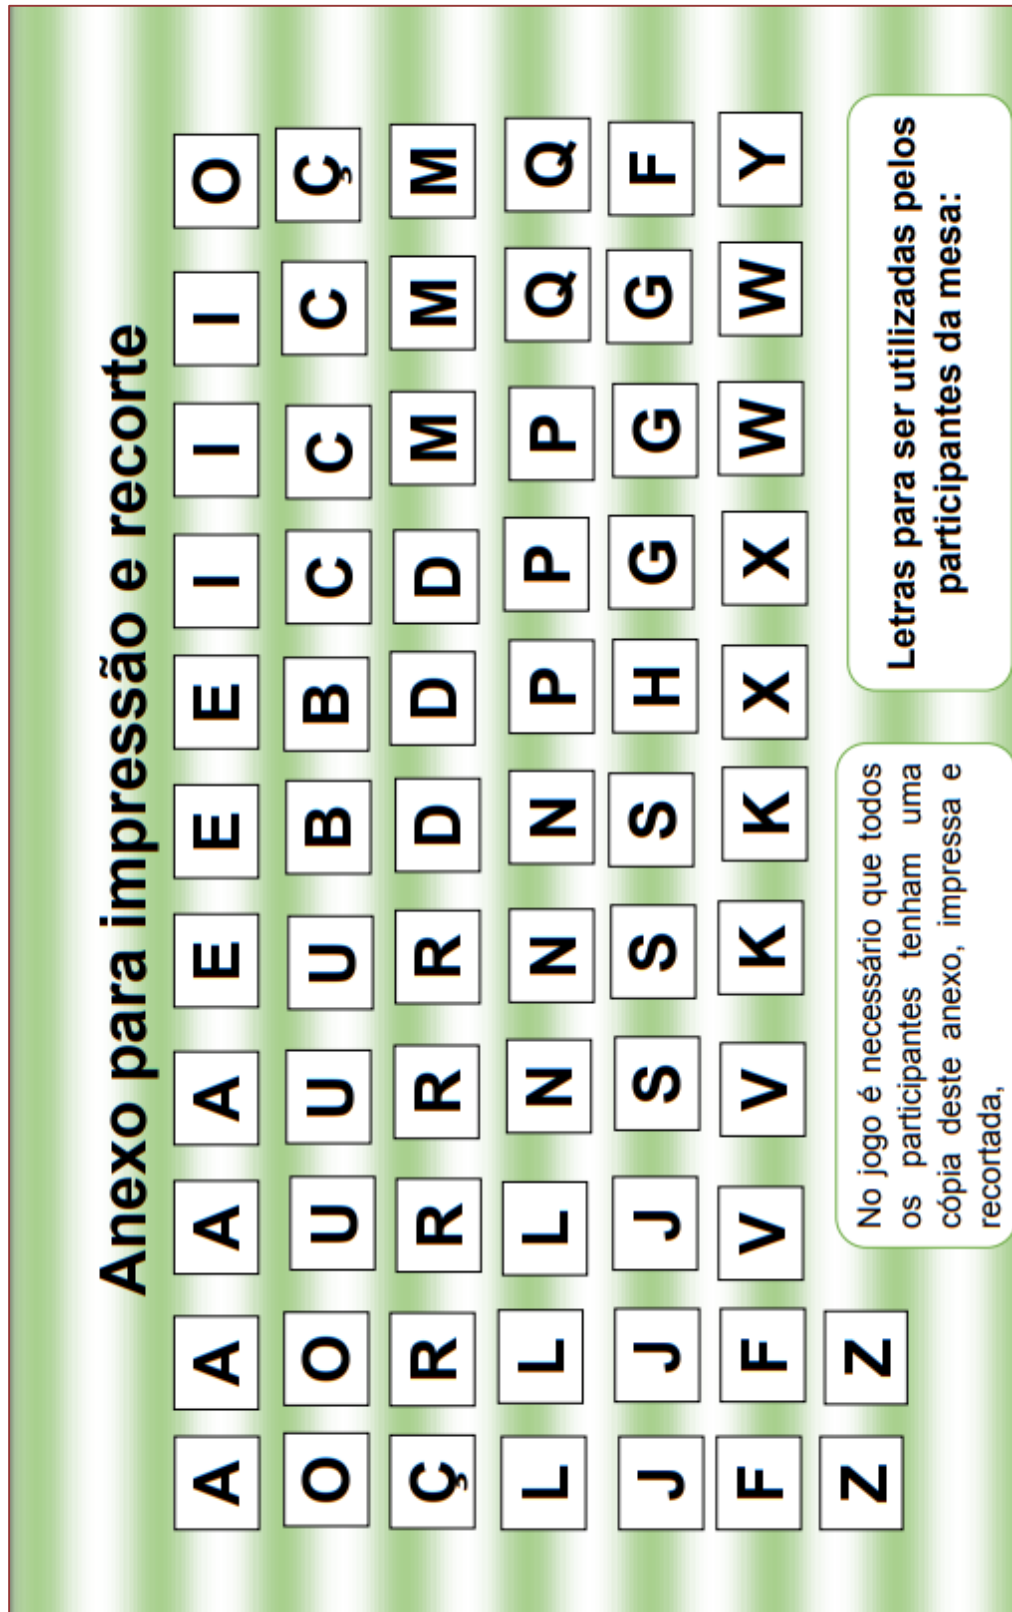 Anexo para impressão e recorte
A A A A E E E I I I O
O O U U U B B C C C Ç
Ç R R R R D D D M M M
L L L N N N P P P Q Q
J J J S S S H G G G F
F F V V K K X X W W Y
Z Z
No jogo é necessário que todos
os participantes tenham uma
cópia deste anexo, impressa e
recortada,
Letras para ser utilizadas pelos
participantes da mesa: